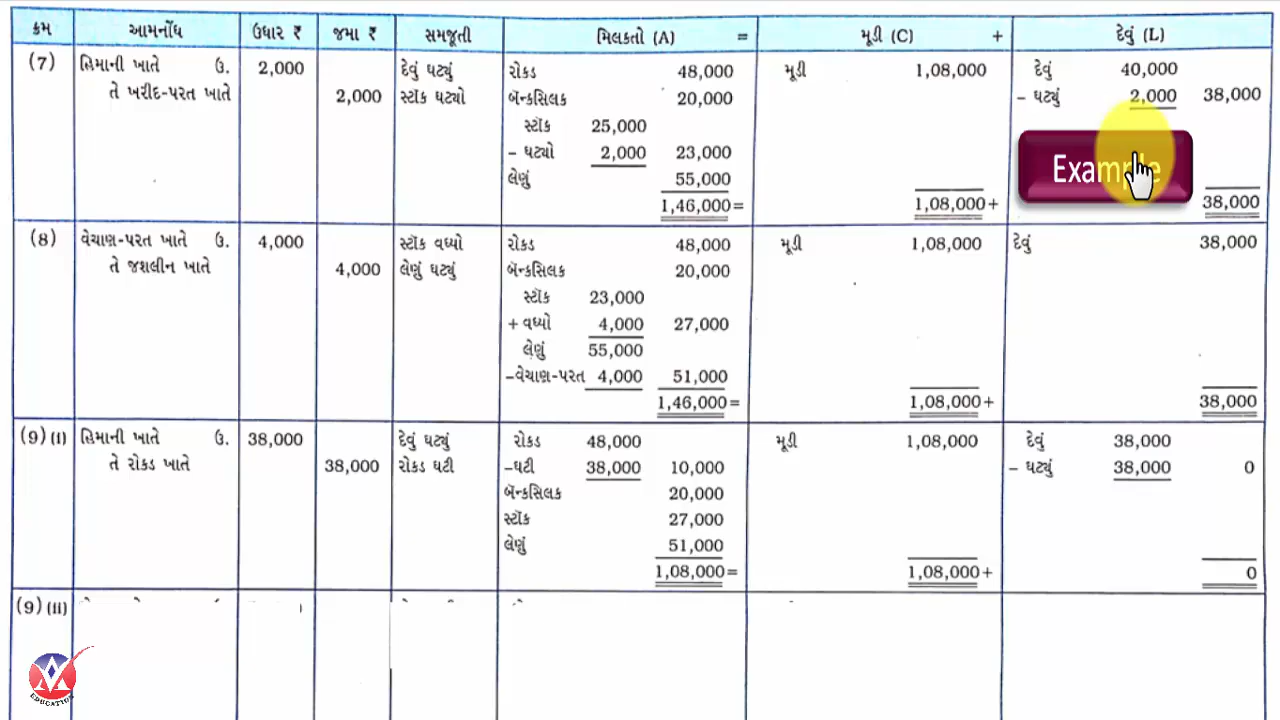 ક્રમ આમનોંધ ઉધાર ₹ જમા ₹ સમજૂતી મિલકતો (A) = મૂડી (C) + દેવું (L)
(7) હિમાની ખાતે ઉ. 2,000 દેવું ઘટ્યું રોકડ 48,000 મૂડી 1,08,000 દેવું 40,000
તે ખરીદ-પરત ખાતે 2,000 સ્ટૉક ઘટ્યો બૅન્કસિલક 20,000 - ઘટ્યું 2,000 38,000
સ્ટૉક 25,000
- ઘટ્યો 2,000 23,000
Example
લેણું 55,000
1,46,000= 1,08,000+ 38,000
(8) વેચાણ-પરત ખાતે ઉ. 4,000 સ્ટૉક વધ્યો રોકડ 48,000 મૂડી 1,08,000 દેવું 38,000
તે જશલીન ખાતે 4,000 લેણું ઘટ્યું બૅન્કસિલક 20,000
સ્ટૉક 23,000
+ વધ્યો 4,000 27,000
લેણું 55,000
-વેચાણ-પરત 4,000 51,000
1,46,000= 1,08,000+ 38,000
(9)(i) હિમાની ખાતે ઉ. 38,000 દેવું ઘટ્યું રોકડ 48,000 મૂડી 1,08,000 દેવું 38,000
તે રોકડ ખાતે 38,000 રોકડ ઘટી -ઘટી 38,000 10,000 - ઘટ્યું 38,000 0
બૅન્કસિલક 20,000
સ્ટૉક 27,000
લેણું 51,000
1,08,000= 1,08,000+ 0
(9)(ii)
EDUCATION